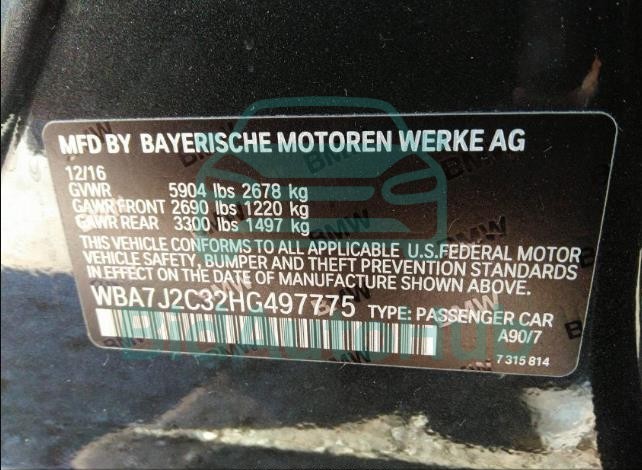 MFD BY BAYERISCHE MOTOREN WERKE AG
12/16
GVWR 5904 lbs 2678 kg
GAWR FRONT 2690 lbs 1220 kg
GAWR REAR 3300 lbs 1497 kg
THIS VEHICLE CONFORMS TO ALL APPLICABLE U.S.FEDERAL MOTOR
VEHICLE SAFETY, BUMPER AND THEFT PREVENTION STANDARDS
IN EFFECT ON THE DATE OF MANUFACTURE SHOWN ABOVE.
WBA7J2C32HG497775 TYPE: PASSENGER CAR
A90/7
7 315 814